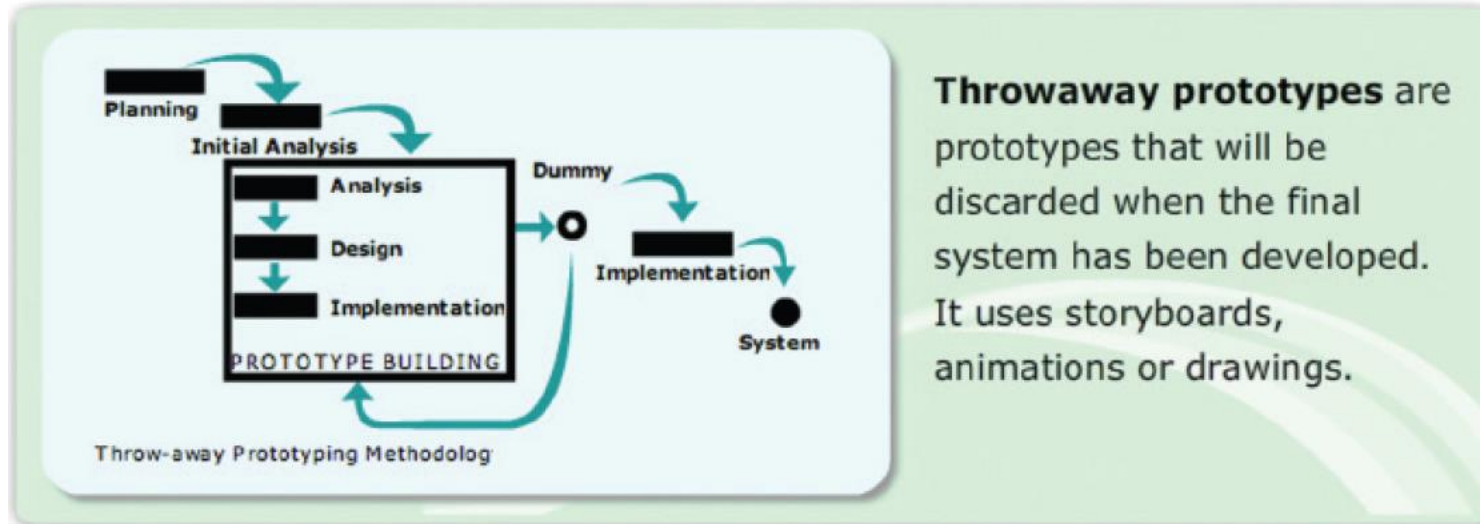 Planning
Initial Analysis
Analysis
Design
Implementation
PROTOTYPE BUILDING
Dummy
Implementation
System
Throw-away Prototyping Methodolog
Throwaway prototypes are
prototypes that will be
discarded when the final
system has been developed.
It uses storyboards,
animations or drawings.